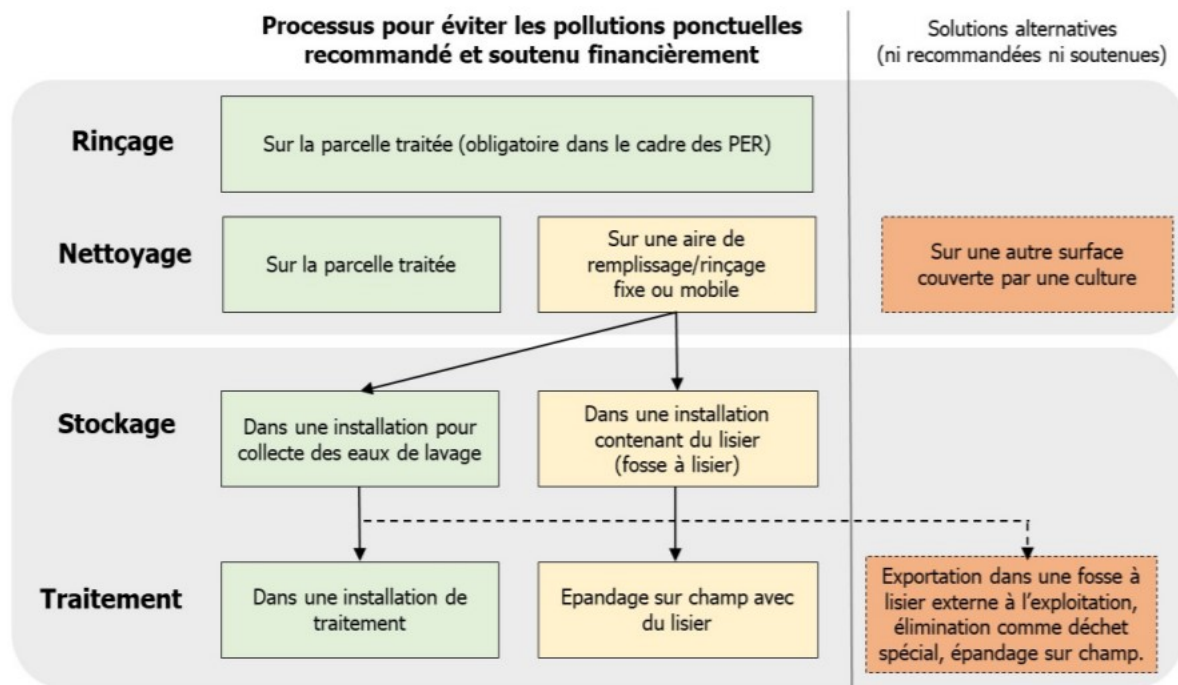 Processus pour éviter les pollutions ponctuelles
recommandé et soutenu financièrement
Solutions alternatives
(ni recommandées ni soutenues)
Rinçage
Sur la parcelle traitée (obligatoire dans le cadre des PER)
Nettoyage
Sur la parcelle traitée
Sur une aire de
remplissage/rinçage
fixe ou mobile
Sur une autre surface
couverte par une culture
Stockage
Dans une installation pour
collecte des eaux de lavage
Dans une installation
contenant du lisier
(fosse à lisier)
Traitement
Dans une installation de
traitement
Epandage sur champ avec
du lisier
Exportation dans une fosse à
lisier externe à l'exploitation,
élimination comme déchet
spécial, épandage sur champ.